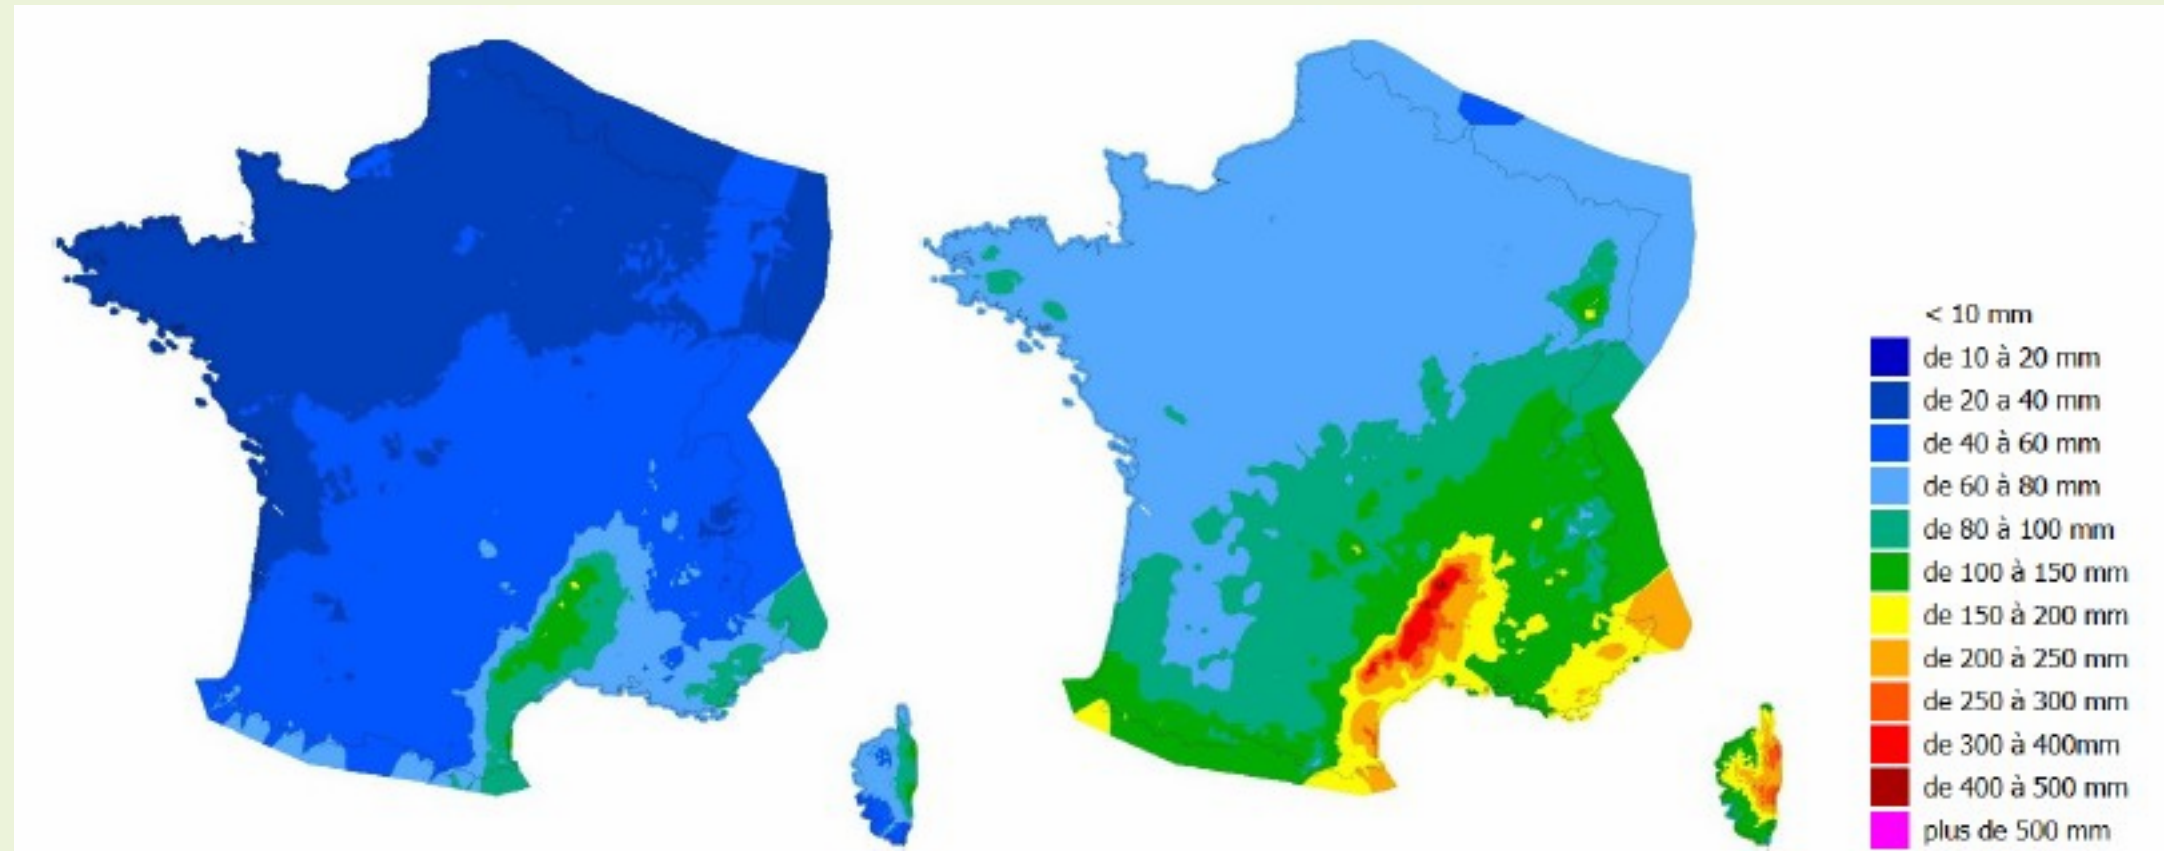 < 10 mm
de 10 à 20 mm
de 20 a 40 mm
de 40 à 60 mm
de 60 à 80 mm
de 80 à 100 mm
de 100 à 150 mm
de 150 à 200 mm
de 200 à 250 mm
de 250 à 300 mm
de 300 à 400mm
de 400 à 500 mm
plus de 500 mm